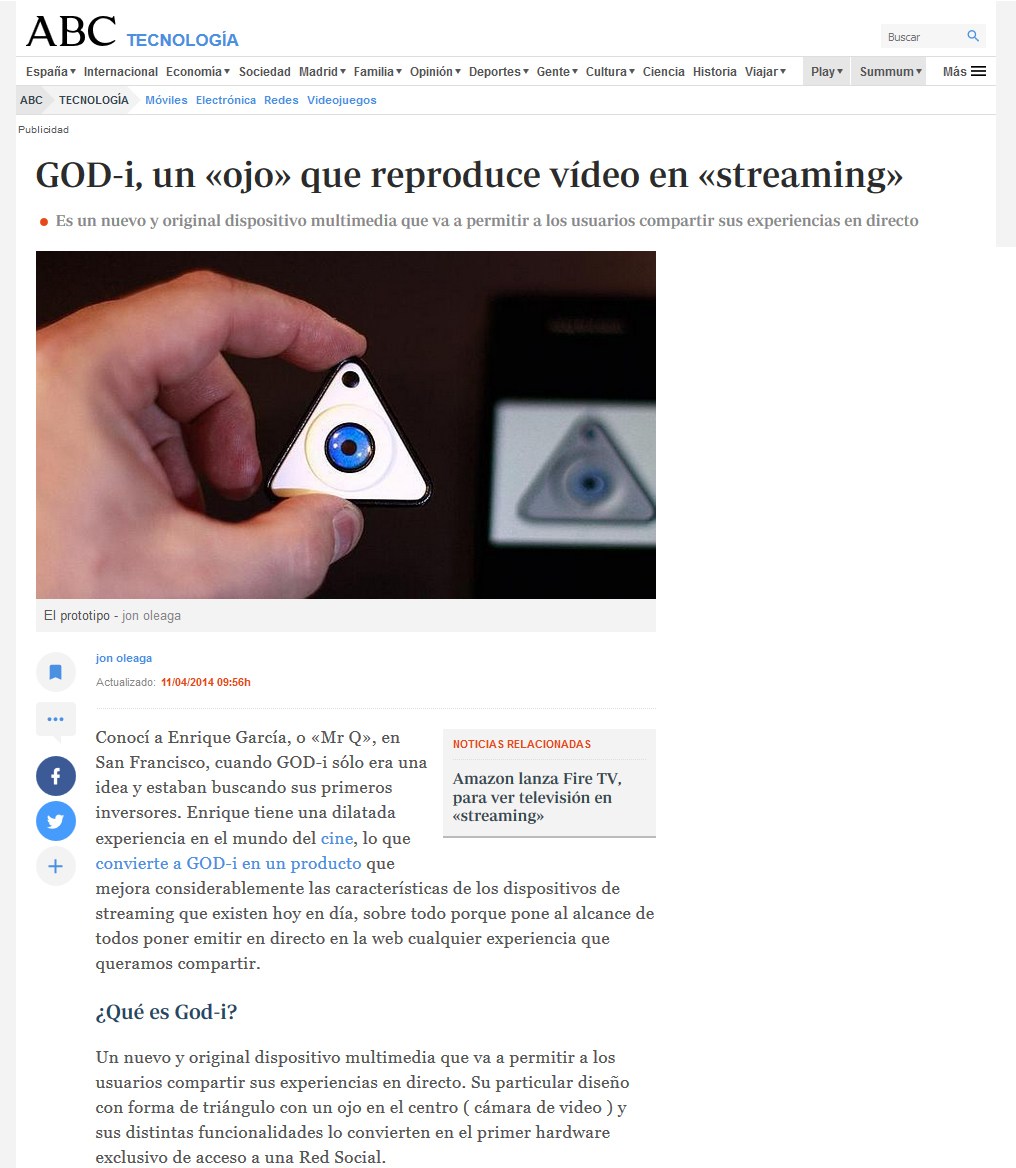 ABC TECNOLOGÍA
Buscar
España Internacional Economía Sociedad Madrid Familia Opinión Deportes Gente Cultura Ciencia Historia Viajar Play Summum Más
ABC TECNOLOGÍA Móviles Electrónica Redes Videojuegos
Publicidad
GOD-i, un «ojo» que reproduce vídeo en «streaming»
Es un nuevo y original dispositivo multimedia que va a permitir a los usuarios compartir sus experiencias en directo
El prototipo - jon oleaga
jon oleaga
Actualizado: 11/04/2014 09:56h
Conocí a Enrique García, o «Mr Q», en
San Francisco, cuando GOD-i sólo era una
idea y estaban buscando sus primeros
inversores. Enrique tiene una dilatada
experiencia en el mundo del cine, lo que
convierte a GOD-i en un producto que
mejora considerablemente las características de los dispositivos de
streaming que existen hoy en día, sobre todo porque pone al alcance de
todos poner emitir en directo en la web cualquier experiencia que
queramos compartir.
NOTICIAS RELACIONADAS
Amazon lanza Fire TV,
para ver televisión en
«streaming»
¿Qué es God-i?
Un nuevo y original dispositivo multimedia que va a permitir a los
usuarios compartir sus experiencias en directo. Su particular diseño
con forma de triángulo con un ojo en el centro ( cámara de video ) y
sus distintas funcionalidades lo convierten en el primer hardware
exclusivo de acceso a una Red Social.